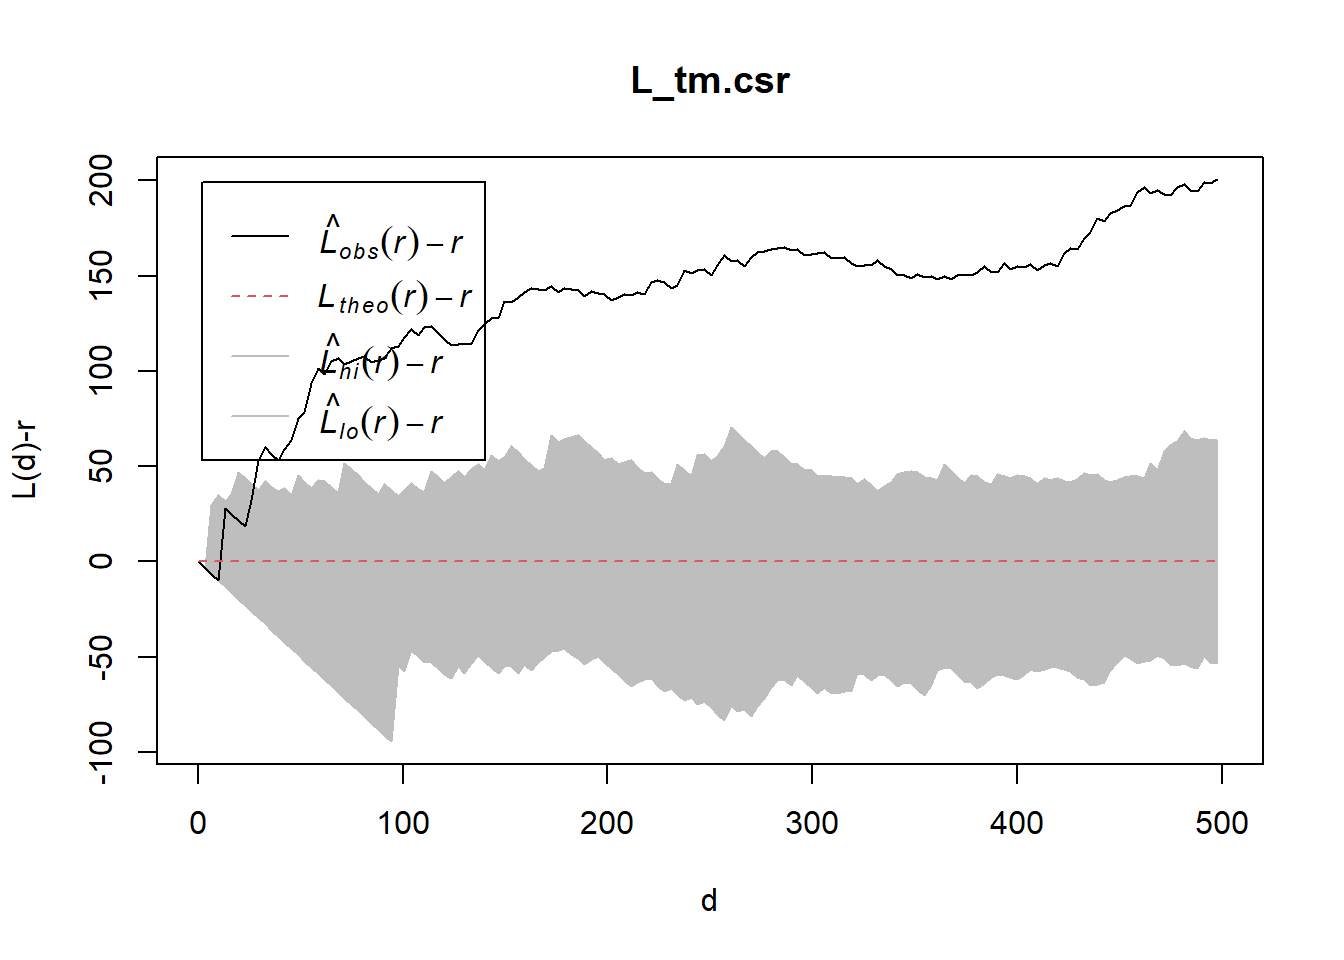 L_tm.csr
L(d)-r
200
150
100
50
0
-50
-100
L̂obs(r) − r
Ltheo(r) − r
L̂hi(r) − r
L̂lo(r) − r
0 100 200 300 400 500
d